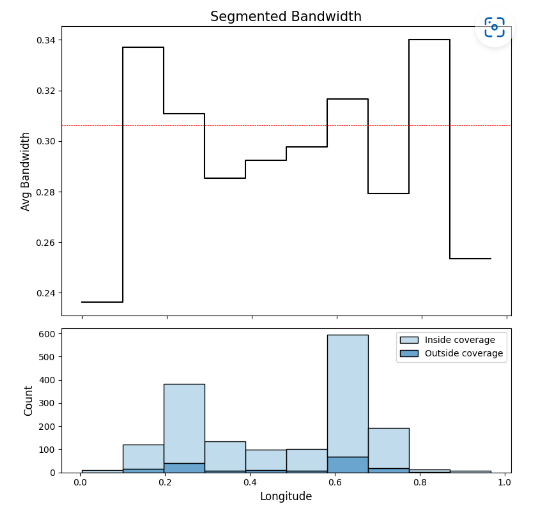 Segmented Bandwidth
0.34
0.32
0.30
0.28
0.26
0.24
Avg Bandwidth
600
500
400
300
200
100
0
Count
Inside coverage
Outside coverage
0.0 0.2 0.4 0.6 0.8 1.0
Longitude